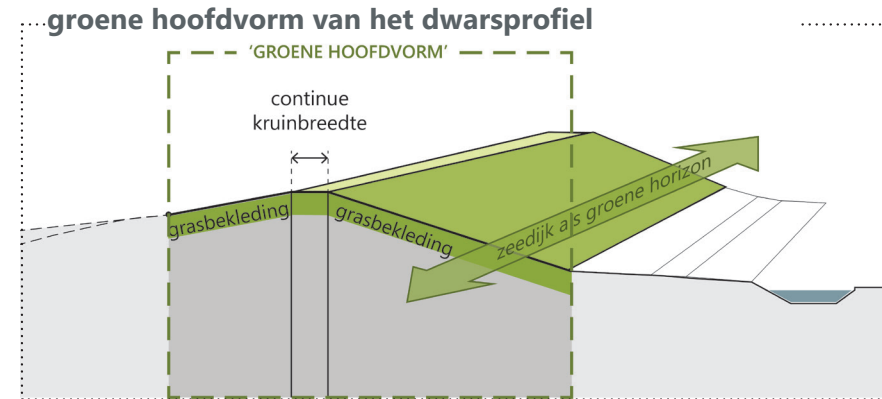 groene hoofdvorm van het dwarsprofiel
‘GROENE HOOFDVORM’
continue
kruinbreedte
grasbekleding
grasbekleding
zeedijk als groene horizon